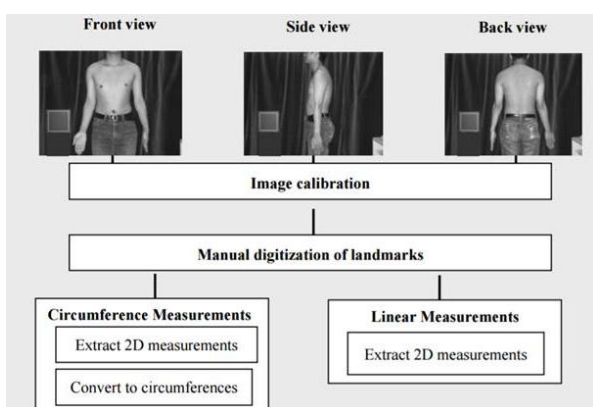 Front view
Side view
Back view
Image calibration
Manual digitization of landmarks
Circumference Measurements
Extract 2D measurements
Convert to circumferences
Linear Measurements
Extract 2D measurements